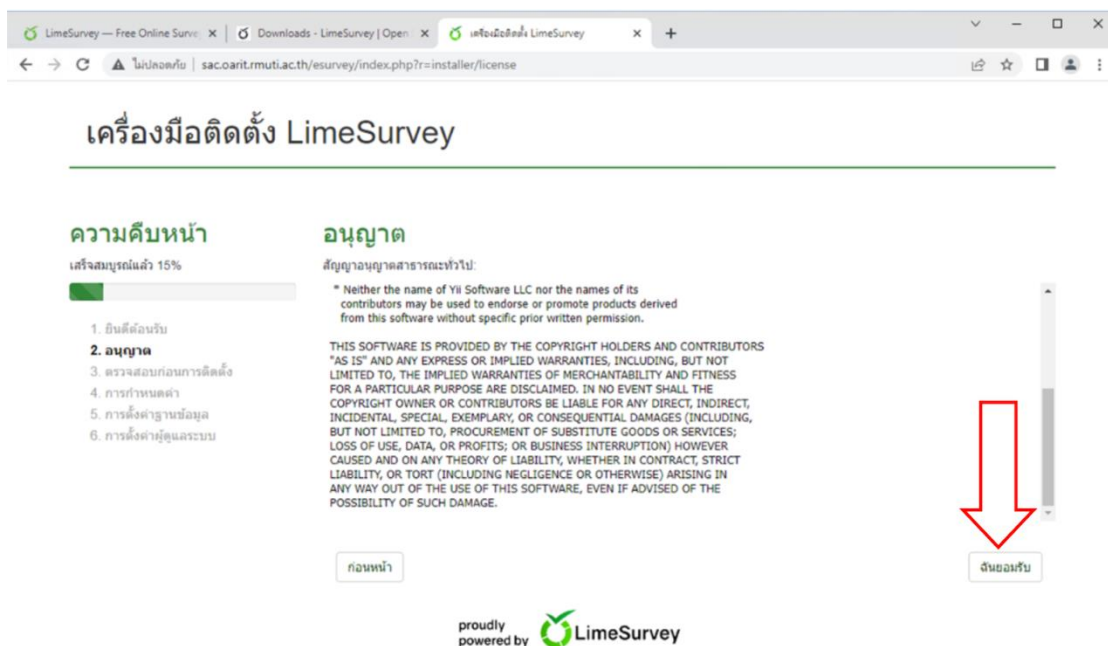 LimeSurvey — Free Online Surve
Downloads - LimeSurvey | Open
เครื่องมือติดตั้ง LimeSurvey
ไม่ปลอดภัย | sac.oarit.rmuti.ac.th/esurvey/index.php?r=installer/license
เครื่องมือติดตั้ง LimeSurvey
ความคืบหน้า
เสร็จสมบูรณ์แล้ว 15%
1. ยินดีต้อนรับ
2. อนุญาต
3. ตรวจสอบก่อนการติดตั้ง
4. การกำหนดค่า
5. การตั้งค่าฐานข้อมูล
6. การตั้งค่าผู้ดูแลระบบ
อนุญาต
สัญญาอนุญาตสาธารณะทั่วไป:
* Neither the name of Yii Software LLC nor the names of its
contributors may be used to endorse or promote products derived
from this software without specific prior written permission.
THIS SOFTWARE IS PROVIDED BY THE COPYRIGHT HOLDERS AND CONTRIBUTORS
"AS IS" AND ANY EXPRESS OR IMPLIED WARRANTIES, INCLUDING, BUT NOT
LIMITED TO, THE IMPLIED WARRANTIES OF MERCHANTABILITY AND FITNESS
FOR A PARTICULAR PURPOSE ARE DISCLAIMED. IN NO EVENT SHALL THE
COPYRIGHT OWNER OR CONTRIBUTORS BE LIABLE FOR ANY DIRECT, INDIRECT,
INCIDENTAL, SPECIAL, EXEMPLARY, OR CONSEQUENTIAL DAMAGES (INCLUDING,
BUT NOT LIMITED TO, PROCUREMENT OF SUBSTITUTE GOODS OR SERVICES;
LOSS OF USE, DATA, OR PROFITS; OR BUSINESS INTERRUPTION) HOWEVER
CAUSED AND ON ANY THEORY OF LIABILITY, WHETHER IN CONTRACT, STRICT
LIABILITY, OR TORT (INCLUDING NEGLIGENCE OR OTHERWISE) ARISING IN
ANY WAY OUT OF THE USE OF THIS SOFTWARE, EVEN IF ADVISED OF THE
POSSIBILITY OF SUCH DAMAGE.
ก่อนหน้า
ฉันยอมรับ
proudly
powered by LimeSurvey